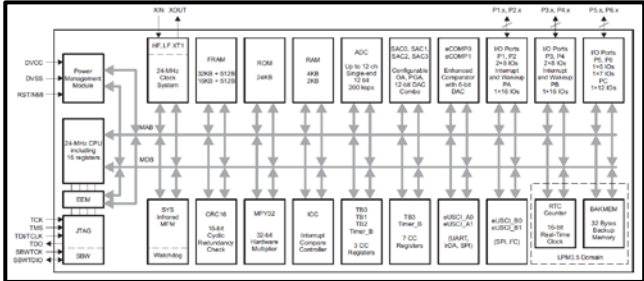 XIN XOUT
P1.x, P2.x
P3.x, P4.x
P5.x, P6.x
DVCC
DVSS
RST/NMI
Power
Management
Module
HF, LF XT1
24-MHz
Clock
System
FRAM
32KB + 512B
16KB + 512B
ROM
24KB
RAM
4KB
2KB
ADC
Up to 12-ch
Single-end
12 bit
200 ksps
SAC0, SAC1,
SAC2, SAC3
Configurable
OA, PGA,
12-bit DAC
Combo
eCOMP0
eCOMP1
Enhanced
Comparator
with 6-bit
DAC
I/O Ports
P1, P2
2×8 IOs
Interrupt
and Wakeup
PA
1×16 IOs
I/O Ports
P3, P4
2×8 IOs
Interrupt
and Wakeup
PB
1×16 IOs
I/O Ports
P5, P6
1×5 IOs
1×7 IOs
PC
1×12 IOs
24-MHz CPU
including
16 registers
MAB
MDB
EEM
TCK
TMS
TDI/TCLK
TDO
SBWTCK
SBWTDIO
JTAG
SBW
SYS
Infrared
MFM
Watchdog
CRC16
16-bit
Cyclic
Redundancy
Check
MPY32
32-bit
Hardware
Multiplier
ICC
Interrupt
Compare
Controller
TB0
TB1
TB2
Timer_B
3 CC
Registers
TB3
Timer_B
7 CC
Registers
eUSCI_A0
eUSCI_A1
(UART,
IrDA, SPI)
eUSCI_B0
eUSCI_B1
(SPI, I²C)
RTC
Counter
16-bit
Real-Time
Clock
BAKMEM
32 Bytes
Backup
Memory
LPM3.5 Domain